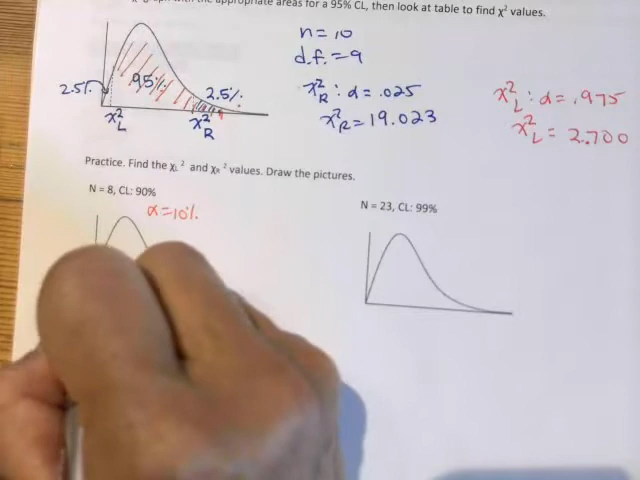 graph with the appropriate areas for a 95% CL, then look at table to find χ² values.
n = 10
d.f. = 9
2.5%
95%
2.5%
χ²L
χ²R
χ²R : α = .025
χ²R = 19.023
χ²L : α = .975
χ²L = 2.700
Practice. Find the χL² and χR² values. Draw the pictures.
N = 8, CL: 90%
α = 10%
N = 23, CL: 99%